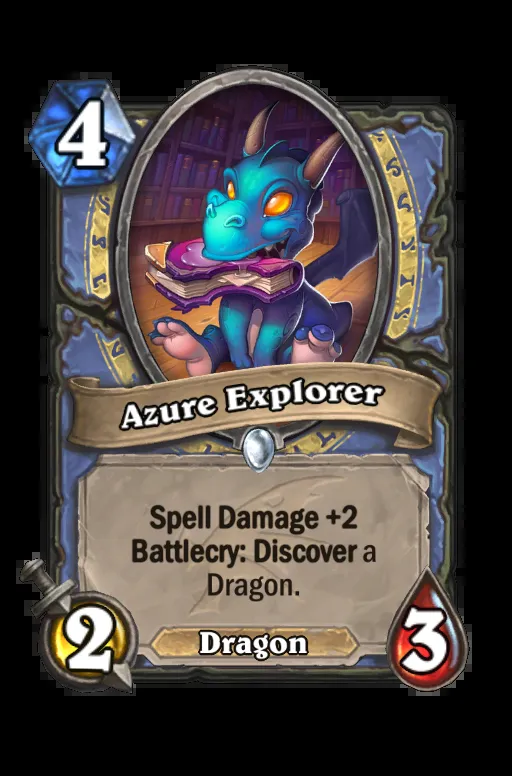 4
Azure Explorer
Spell Damage +2
Battlecry: Discover a
Dragon.
2
Dragon
3